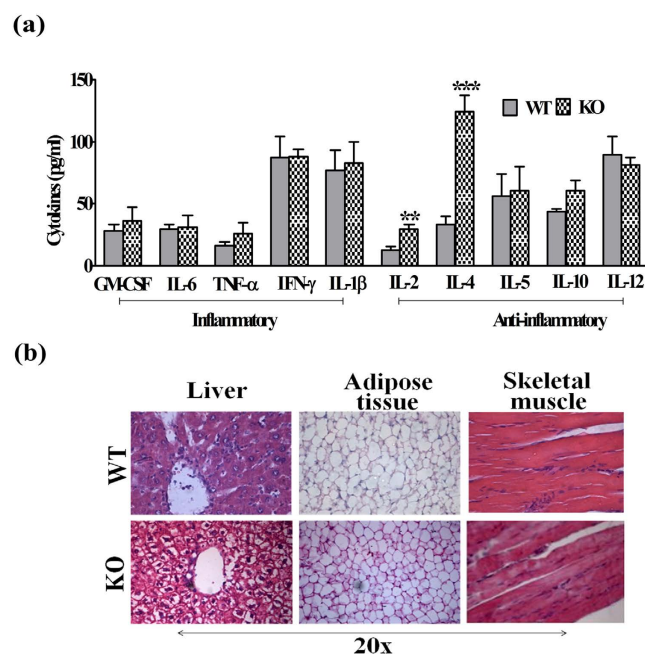 (a)
150
100
50
0
Cytokines (pg/ml)
WT KO
** ***
GM-CSF IL-6 TNF-α IFN-γ IL-1β IL-2 IL-4 IL-5 IL-10 IL-12
Inflammatory Anti-inflammatory
(b)
Liver Adipose tissue Skeletal muscle
WT
KO
20x